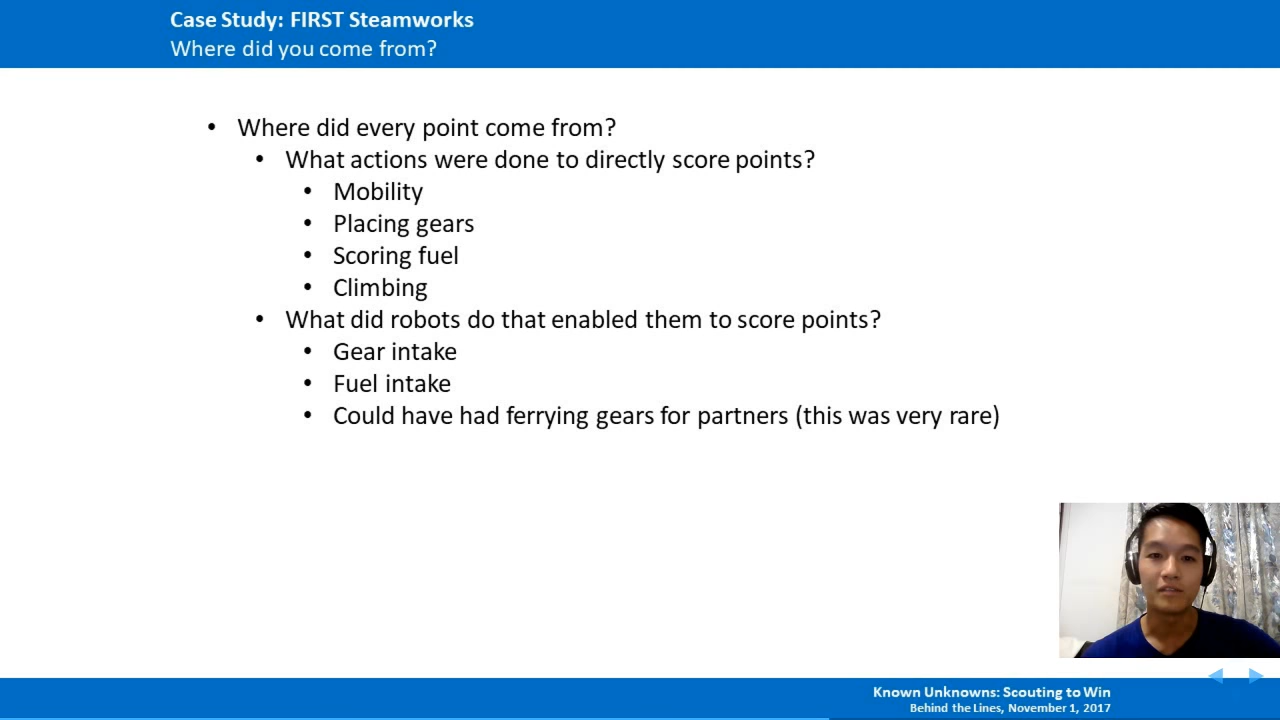 Case Study: FIRST Steamworks
Where did you come from?
• Where did every point come from?
• What actions were done to directly score points?
• Mobility
• Placing gears
• Scoring fuel
• Climbing
• What did robots do that enabled them to score points?
• Gear intake
• Fuel intake
• Could have had ferrying gears for partners (this was very rare)
Known Unknowns: Scouting to Win
Behind the Lines, November 1, 2017